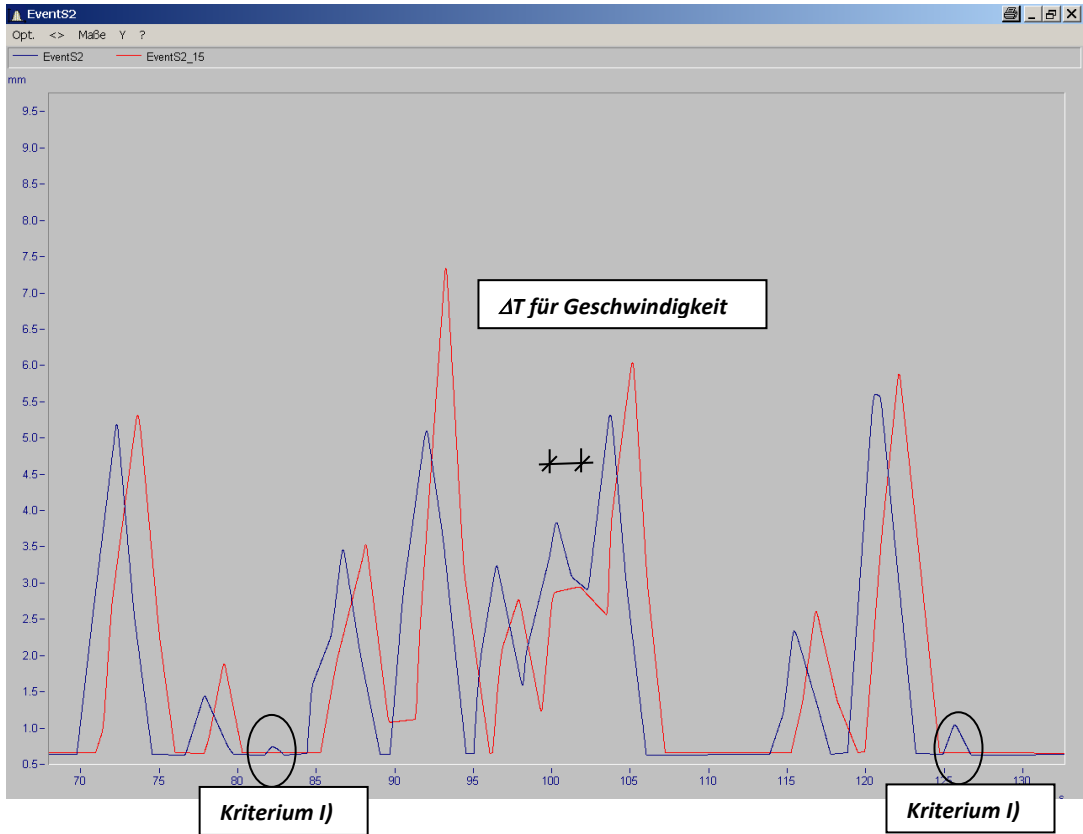 EventS2
Opt. <> Maße Y ?
EventS2 EventS2_15
mm
9.5
9.0
8.5
8.0
7.5
7.0
6.5
6.0
5.5
5.0
4.5
4.0
3.5
3.0
2.5
2.0
1.5
1.0
0.5
ΔT für Geschwindigkeit
70 75 80 85 90 95 100 105 110 115 120 125 130
s
Kriterium I) Kriterium I)